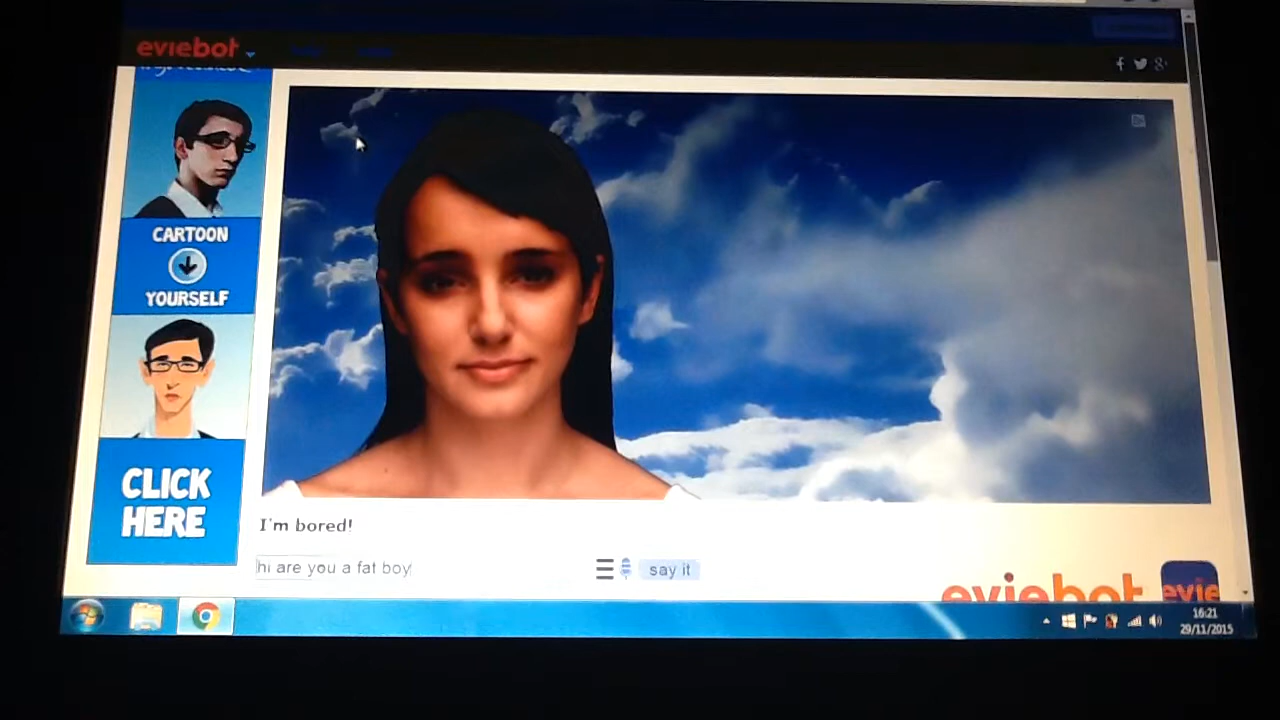 eviebot
CARTOON
YOURSELF
CLICK
HERE
I'm bored!
hi are you a fat boy
say it
eviebot
evie
16:21
29/11/2015